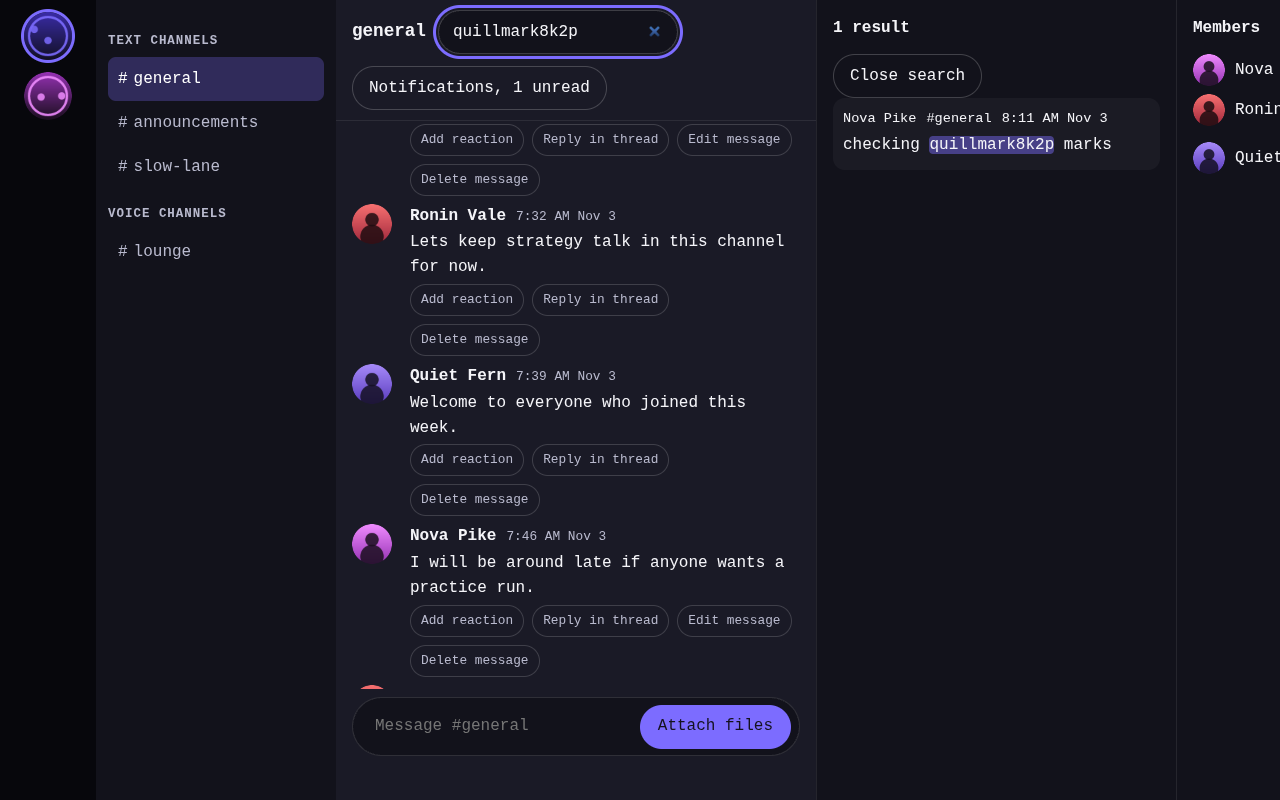 TEXT CHANNELS
# general
# announcements
# slow-lane
VOICE CHANNELS
# lounge
general
quillmark8k2p
Notifications, 1 unread
Add reaction Reply in thread Edit message
Delete message
Ronin Vale 7:32 AM Nov 3
Lets keep strategy talk in this channel
for now.
Add reaction Reply in thread
Delete message
Quiet Fern 7:39 AM Nov 3
Welcome to everyone who joined this
week.
Add reaction Reply in thread
Delete message
Nova Pike 7:46 AM Nov 3
I will be around late if anyone wants a
practice run.
Add reaction Reply in thread Edit message
Delete message
Message #general
Attach files
1 result
Close search
Nova Pike #general 8:11 AM Nov 3
checking quillmark8k2p marks
Members
Nova
Ronin
Quiet